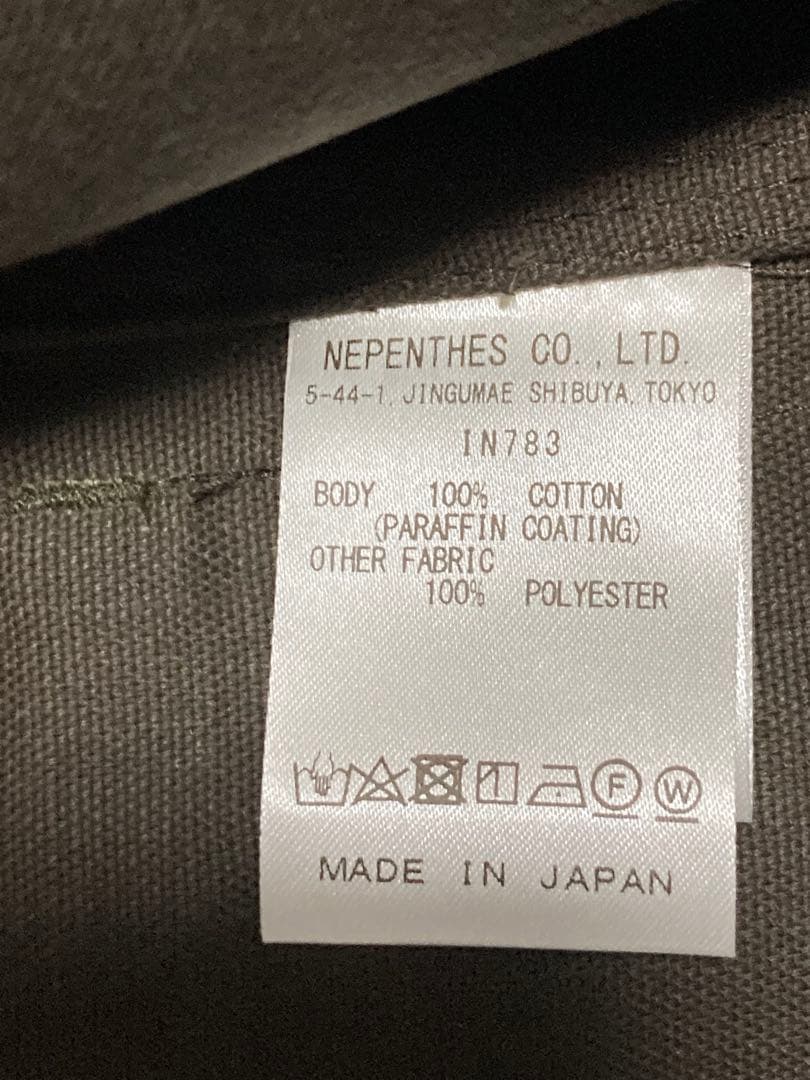 NEPENTHES CO.,LTD.
5-44-1, JINGUMAE SHIBUYA, TOKYO
IN783
BODY 100% COTTON
(PARAFFIN COATING)
OTHER FABRIC
100% POLYESTER
F W
MADE IN JAPAN